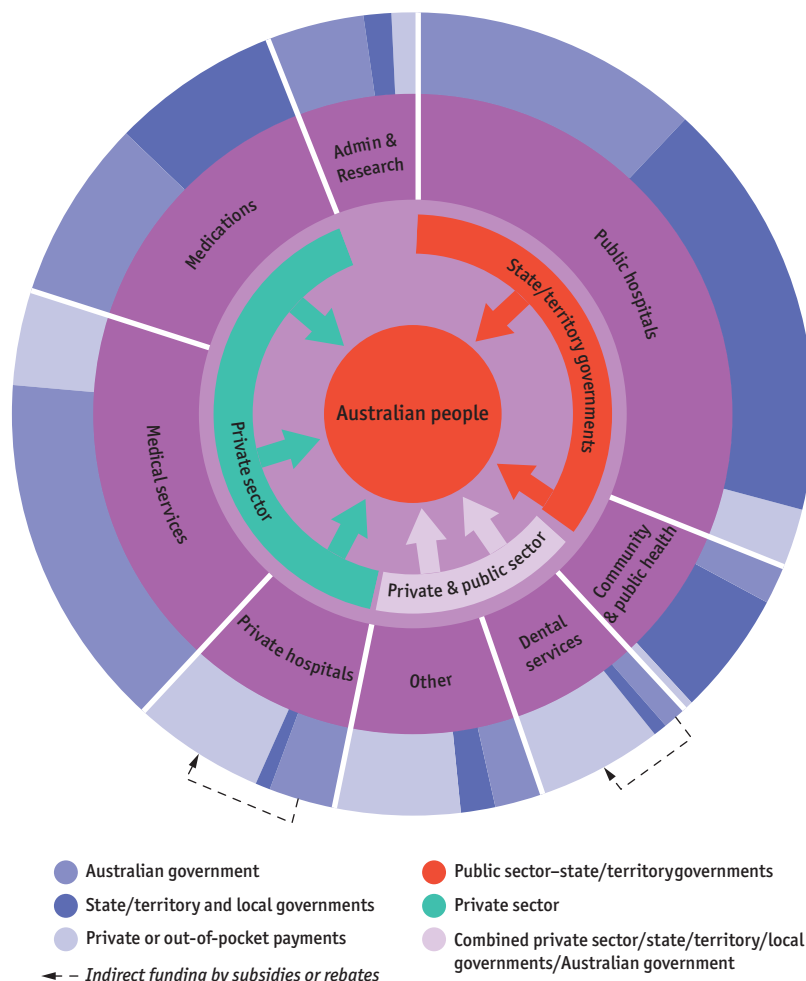 Admin &
Research
Medications
Public hospitals
State/territory governments
Australian people
Private sector
Medical services
Private & public sector
Community
& public health
Dental
services
Private hospitals
Other
Australian government
State/territory and local governments
Private or out-of-pocket payments
Indirect funding by subsidies or rebates
Public sector–state/territory governments
Private sector
Combined private sector/state/territory/local
governments/Australian government